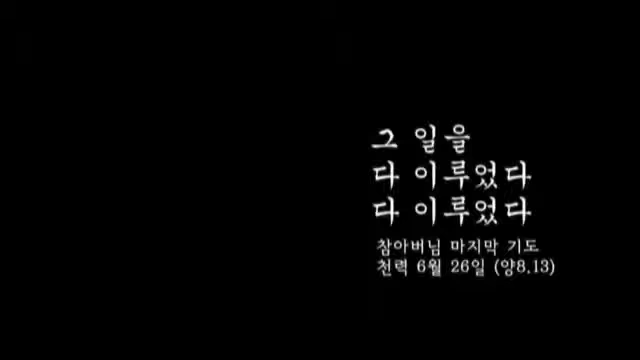 그 일을
다 이루었다
다 이루었다
참아버님 마지막 기도
천력 6월 26일 (양8.13)